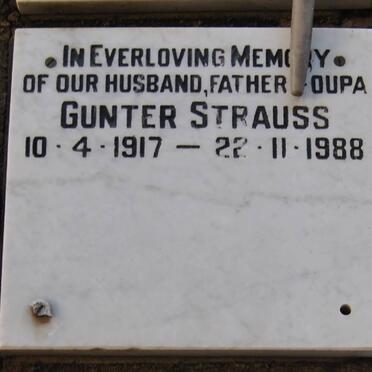 IN EVERLOVING MEMORY
OF OUR HUSBAND, FATHER OUPA
GUNTER STRAUSS
10 · 4 · 1917 — 22 · 11 · 1988